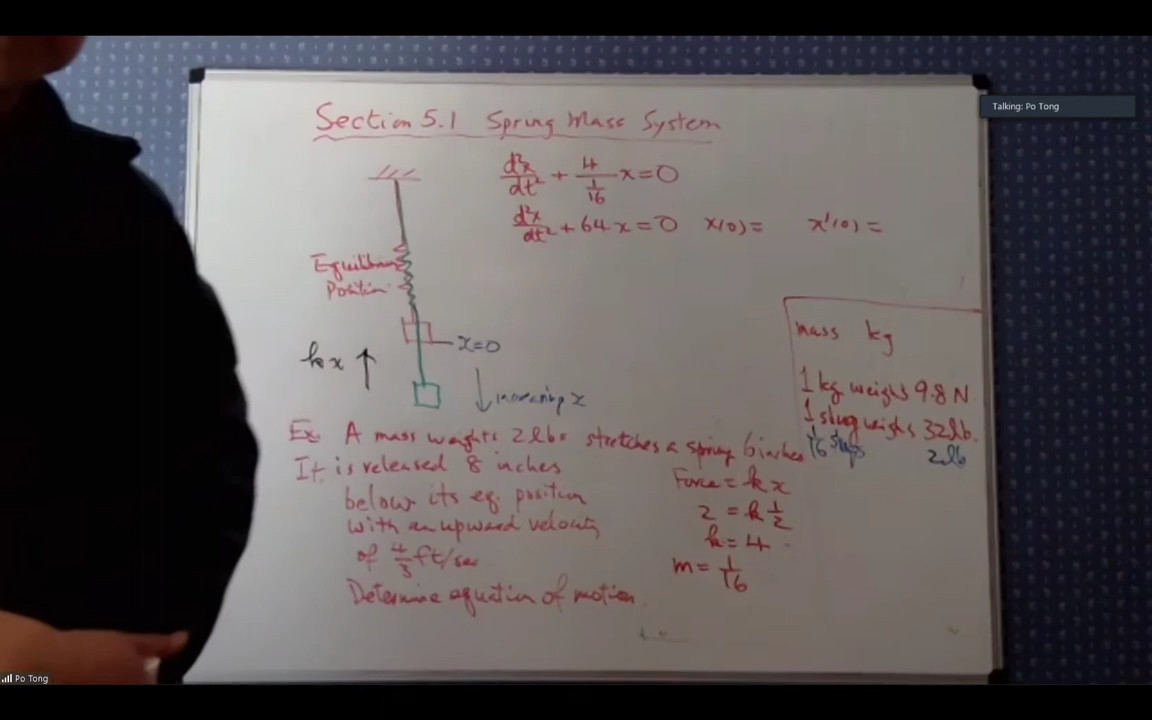 Talking: Po Tong
Section 5.1 Spring Mass System
d²x/dt² + 4/(1/16) x = 0
d²x/dt² + 64x = 0 x(0) = x'(0) =
Equilibrium
Position
x=0
kx ↑
increasing x
mass kg
1 kg weighs 9.8 N
1 slug weighs 32 lb.
1/16 slugs 2 lb
Ex. A mass weights 2 lbs stretches a spring 6 inches
It is released 8 inches
below its eq. position
with an upward velocity
of 4/3 ft/sec
Determine equation of motion.
Force = kx
2 = k 1/2
k = 4
m = 1/16
Po Tong